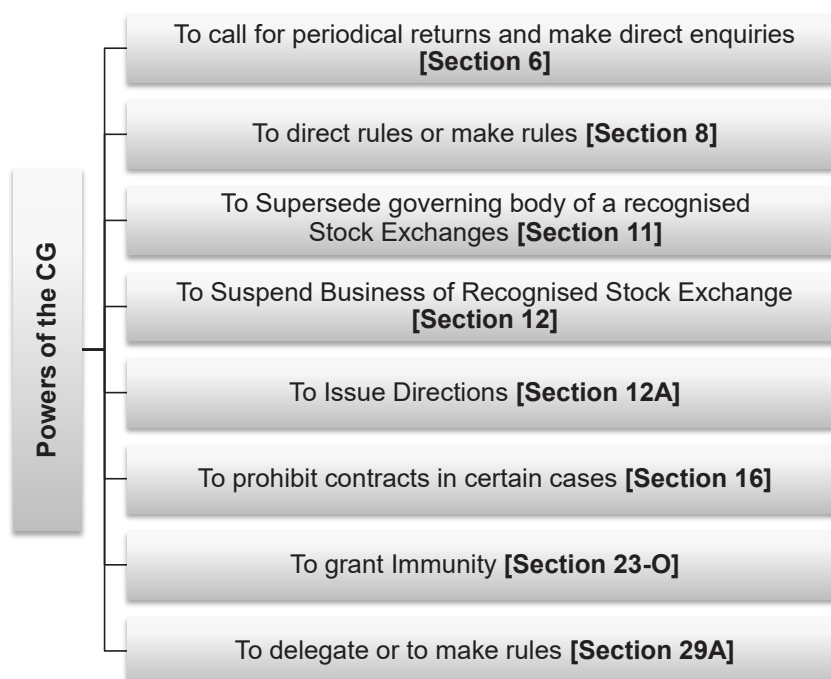 Powers of the CG
To call for periodical returns and make direct enquiries
[Section 6]
To direct rules or make rules [Section 8]
To Supersede governing body of a recognised
Stock Exchanges [Section 11]
To Suspend Business of Recognised Stock Exchange
[Section 12]
To Issue Directions [Section 12A]
To prohibit contracts in certain cases [Section 16]
To grant Immunity [Section 23-O]
To delegate or to make rules [Section 29A]